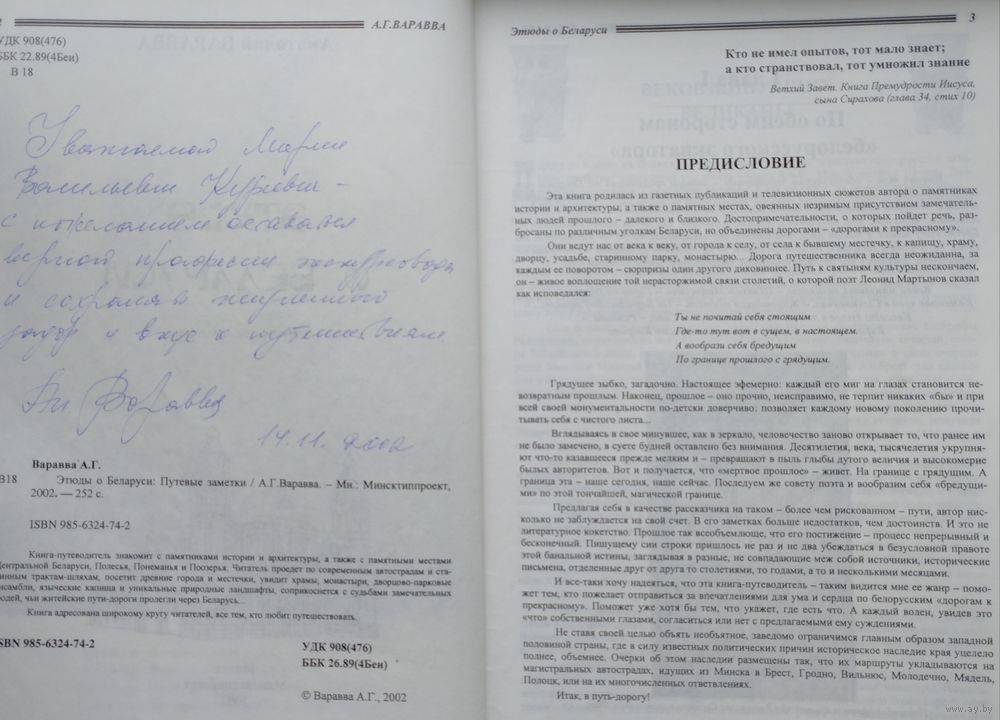 А.Г.ВАРАВВА
УДК 908(476)
ББК 22.89(4Беи)
В 18
Уважаемой Марии
Васильевне
с пожеланием оставаться
верной профессии экскурсовода
и сохранять
задор и вкус к путешествиям
Ан Варавва
14.11.2002
Варавва А.Г.
В18
Этюды о Беларуси: Путевые заметки / А.Г.Варавва. – Мн.: Минсктиппроект,
2002. — 252 с.
ISBN 985-6324-74-2
Книга-путеводитель знакомит с памятниками истории и архитектуры, а также с памятными местами
Центральной Беларуси, Полесья, Понеманья и Поозерья. Читатель проедет по современным автострадам и ста-
ринным трактам-шляхам, посетит древние города и местечки, увидит храмы, монастыри, дворцово-парковые
ансамбли, языческие капища и уникальные природные ландшафты, соприкоснется с судьбами замечательных
людей, чьи житейские пути-дороги пролегли через Беларусь...
Книга адресована широкому кругу читателей, все тем, кто любит путешествовать.
ISBN 985-6324-74-2
УДК 908(476)
ББК 26.89(4Беи)
© Варавва А.Г., 2002
Этюды о Беларуси
3
Кто не имел опытов, тот мало знает;
а кто странствовал, тот умножил знание
Ветхий Завет. Книга Премудрости Иисуса,
сына Сирахова (глава 34, стих 10)
ПРЕДИСЛОВИЕ
Эта книга родилась из газетных публикаций и телевизионных сюжетов автора о памятниках
истории и архитектуры, а также о памятных местах, овеянных незримым присутствием замечатель-
ных людей прошлого – далекого и близкого. Достопримечательности, о которых пойдет речь, раз-
бросаны по различным уголкам Беларуси, но объединены дорогами – «дорогами к прекрасному».
Они ведут нас от века к веку, от города к селу, от села к бывшему местечку, к капищу, храму,
дворцу, усадьбе, старинному парку, монастырю... Дорога путешественника всегда неожиданна, за
каждым ее поворотом – сюрпризы один другого диковиннее. Путь к святыням культуры нескончаем,
он – живое воплощение той нерасторжимой связи столетий, о которой поэт Леонид Мартынов сказал
как исповедался:
Ты не почитай себя стоящим
Где-то тут вот в сущем, в настоящем.
А вообрази себя бредущим
По границе прошлого с грядущим.
Грядущее зыбко, загадочно. Настоящее эфемерно: каждый его миг на глазах становится не-
возвратным прошлым. Наконец, прошлое – оно прочно, неисправимо, не терпит никаких «бы» и при
всей своей монументальности по-детски доверчиво: позволяет каждому новому поколению прочи-
тывать себя с чистого листа...
Вглядываясь в свое минувшее, как в зеркало, человечество заново открывает то, что ранее им
не было замечено, в суете будней оставлено без внимания. Десятилетия, века, тысячелетия укрупня-
ют что-то казавшееся прежде мелким и – превращают в пыль глыбы дутого величия и высокомерие
былых авторитетов. Вот и получается, что «мертвое прошлое» – живет. На границе с грядущим. А
граница эта – наше сегодня, наше сейчас. Последуем же совету поэта и вообразим себя «бредущи-
ми» по этой тончайшей, магической границе.
Предлагая себя в качестве рассказчика на таком – более чем рискованном – пути, автор нис-
колько не заблуждается на свой счет. В его заметках больше недостатков, чем достоинств. И это не
литературное кокетство. Прошлое так всеобъемлюще, что его постижение – процесс непрерывный и
бесконечный. Пишущему сии строки пришлось не раз и не два убеждаться в безусловной правоте
этой банальной истины, заглядывая в разные, не совпадающие меж собой источники, исторические
письмена, отделенные друг от друга то столетиями, то годами, а то и несколькими месяцами.
И все-таки хочу надеяться, что эта книга-путеводитель – таким видится мне ее жанр – помо-
жет тем, кто пожелает отправиться за впечатлениями для ума и сердца по белорусским «дорогам к
прекрасному». Поможет уже хотя бы тем, что укажет, где есть что. А каждый волен, увидев это
«что» собственными глазами, согласиться или нет с предлагаемыми ему суждениями.
Не ставя своей целью объять необъятное, заведомо ограничимся главным образом западной
половиной страны, где в силу известных политических причин историческое наследие края уцелело
полнее, объемнее. Очерки об этом наследии размещены так, что их маршруты укладываются на
магистральных автострадах, идущих из Минска в Брест, Гродно, Вильнюс, Молодечно, Мядель,
Полоцк, или на их многочисленных ответвлениях.
Итак, в путь-дорогу!
www.ay.by